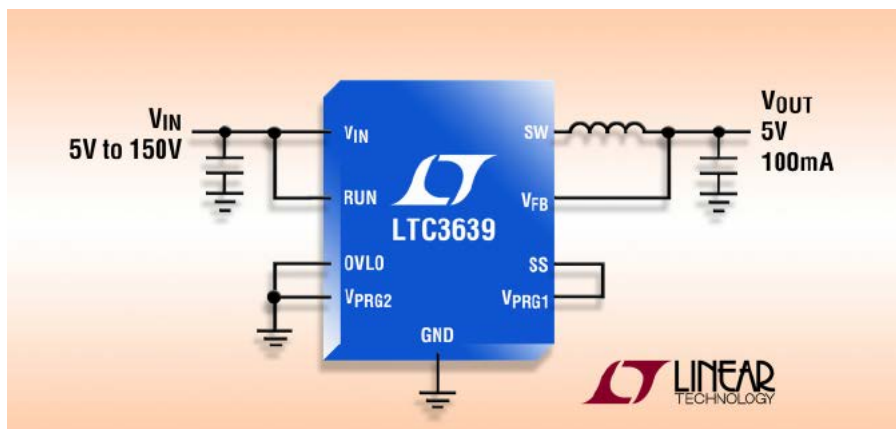 VIN
5V to 150V
VIN
RUN
OVLO
VPRG2
GND
LTC3639
SW
VFB
SS
VPRG1
VOUT
5V
100mA
LINEAR
TECHNOLOGY